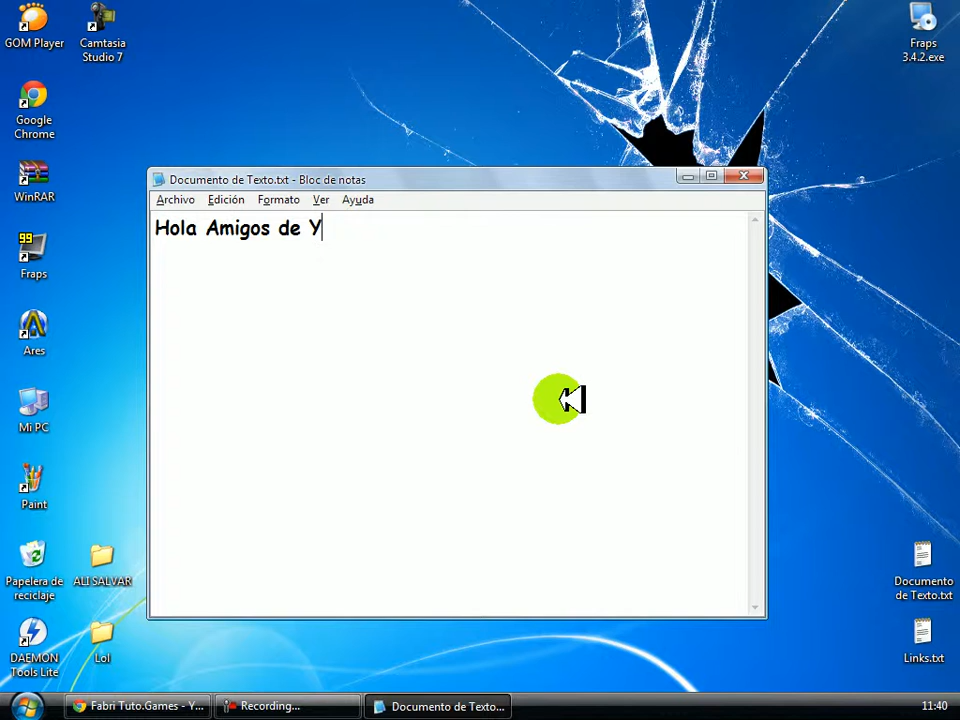 GOM Player
Camtasia
Studio 7
Fraps
3.4.2.exe
Google
Chrome
WinRAR
99
Fraps
Ares
Mi PC
Paint
Papelera de
reciclaje
ALI SALVAR
DAEMON
Tools Lite
Lol
Documento de Texto.txt - Bloc de notas
Archivo Edición Formato Ver Ayuda
Hola Amigos de Y
Documento
de Texto.txt
Links.txt
Fabri Tuto.Games - Y...
Recording...
Documento de Texto...
11:40